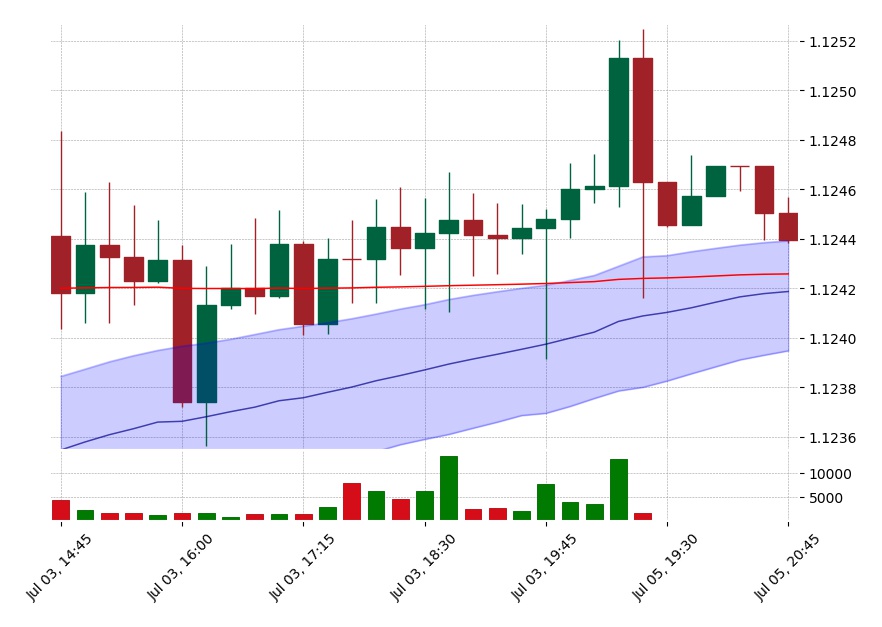 1.1252
1.1250
1.1248
1.1246
1.1244
1.1242
1.1240
1.1238
1.1236
10000
5000
Jul 03, 14:45
Jul 03, 16:00
Jul 03, 17:15
Jul 03, 18:30
Jul 03, 19:45
Jul 05, 19:30
Jul 05, 20:45